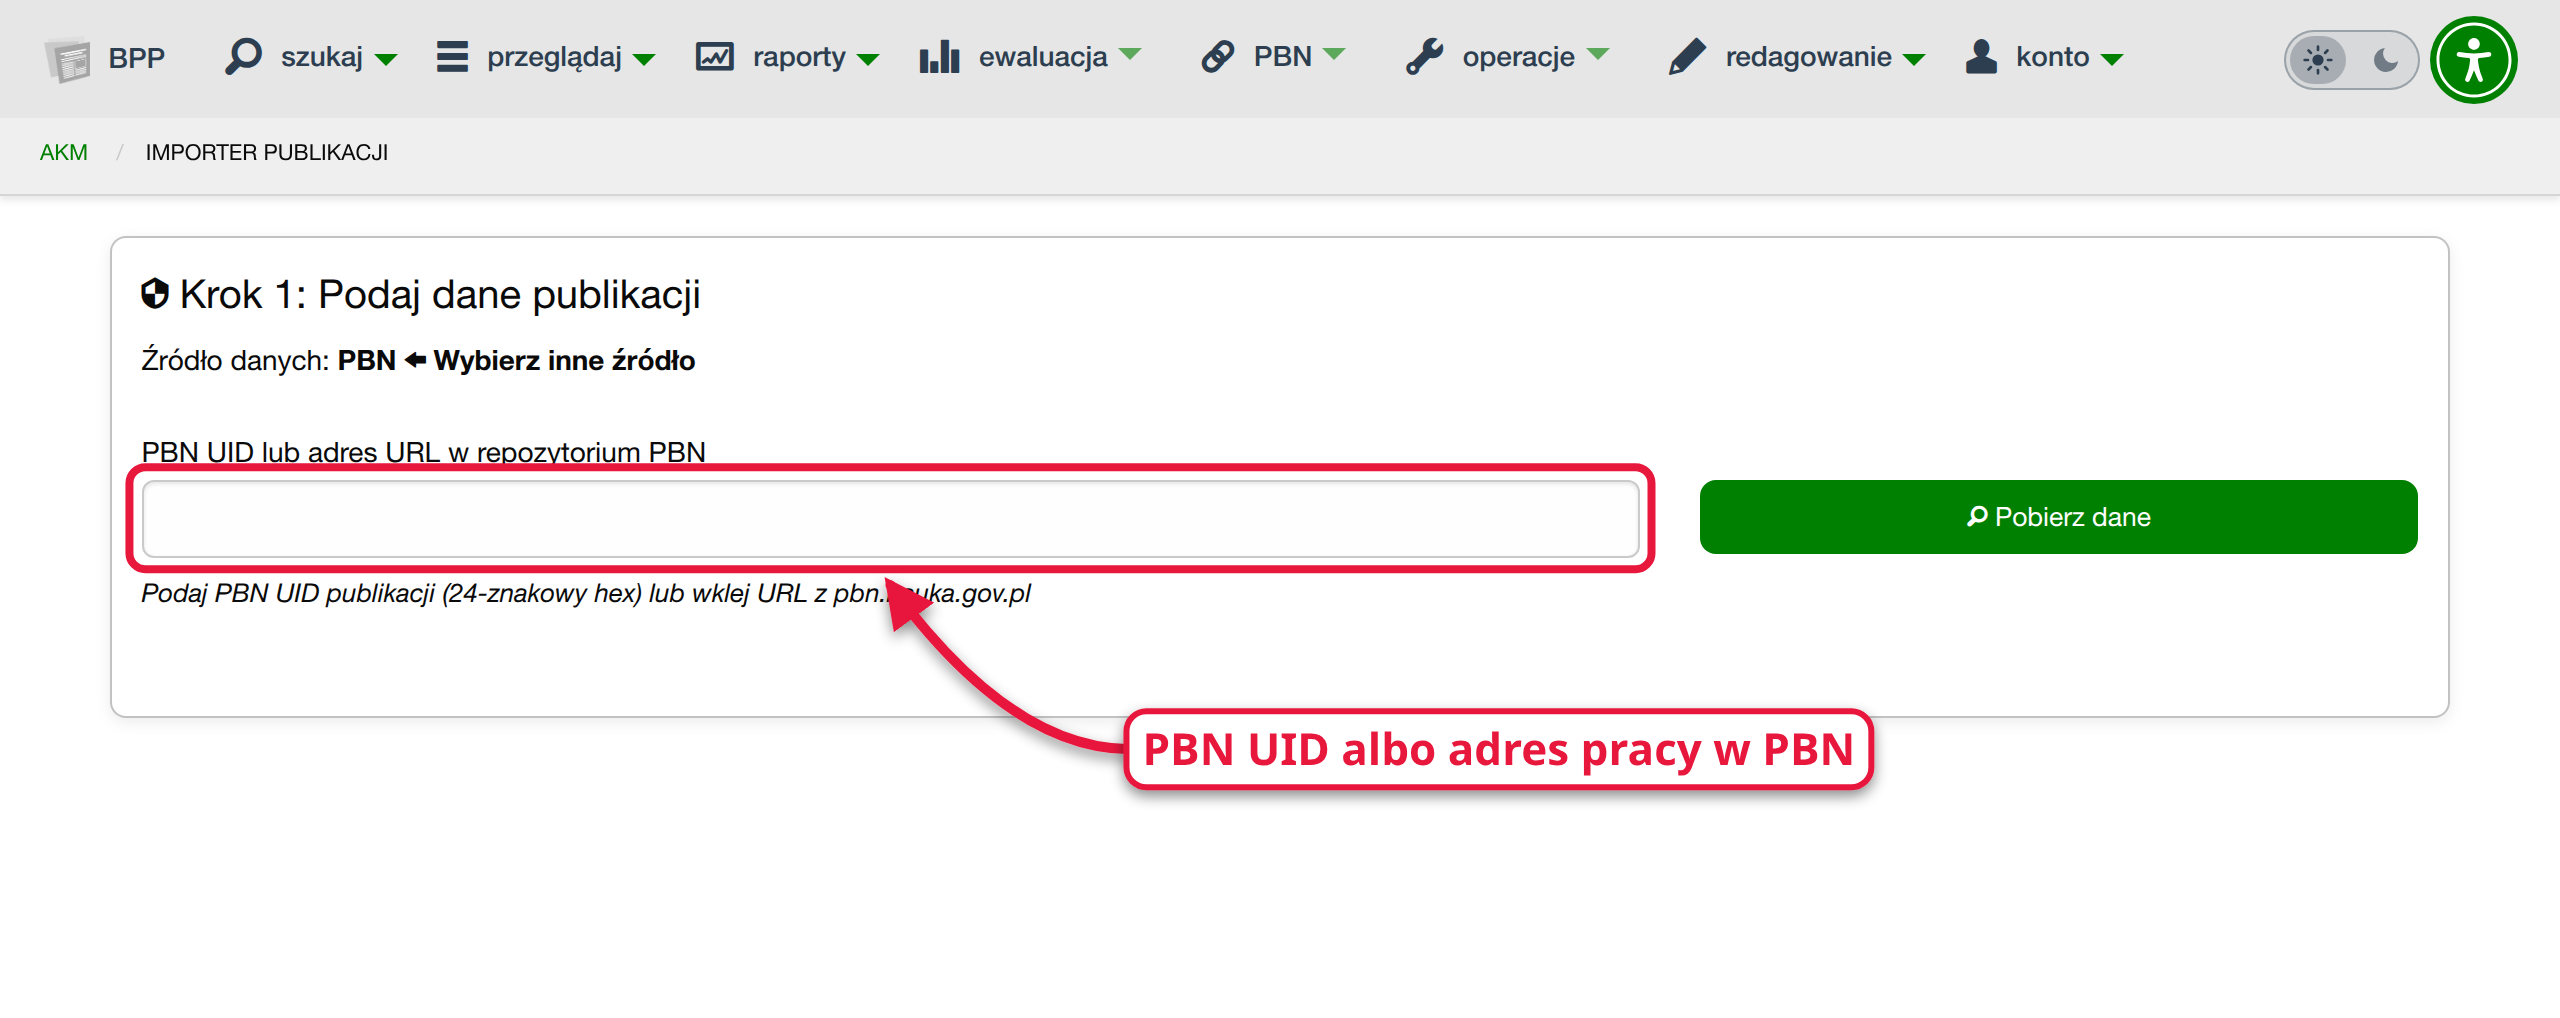 BPP szukaj przeglądaj raporty ewaluacja PBN operacje redagowanie konto
AKM / IMPORTER PUBLIKACJI
Krok 1: Podaj dane publikacji
Źródło danych: PBN Wybierz inne źródło
PBN UID lub adres URL w repozytorium PBN
Pobierz dane
Podaj PBN UID publikacji (24-znakowy hex) lub wklej URL z pbn.nauka.gov.pl
PBN UID albo adres pracy w PBN